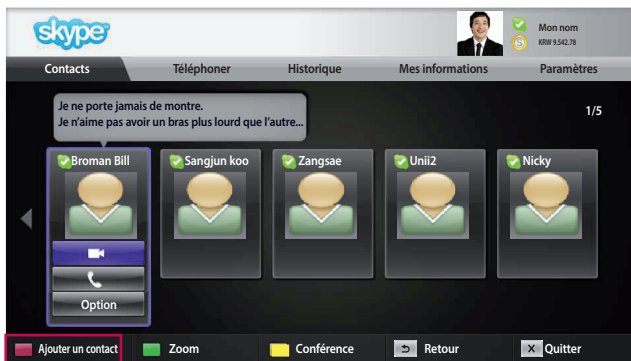 skype
Mon nom
KRW 9.542.78
Contacts
Téléphoner
Historique
Mes informations
Paramètres
Je ne porte jamais de montre.
Je n'aime pas avoir un bras plus lourd que l'autre...
1/5
Broman Bill
Sangjun koo
Zangsae
Unii2
Nicky
Option
Ajouter un contact
Zoom
Conférence
Retour
X Quitter